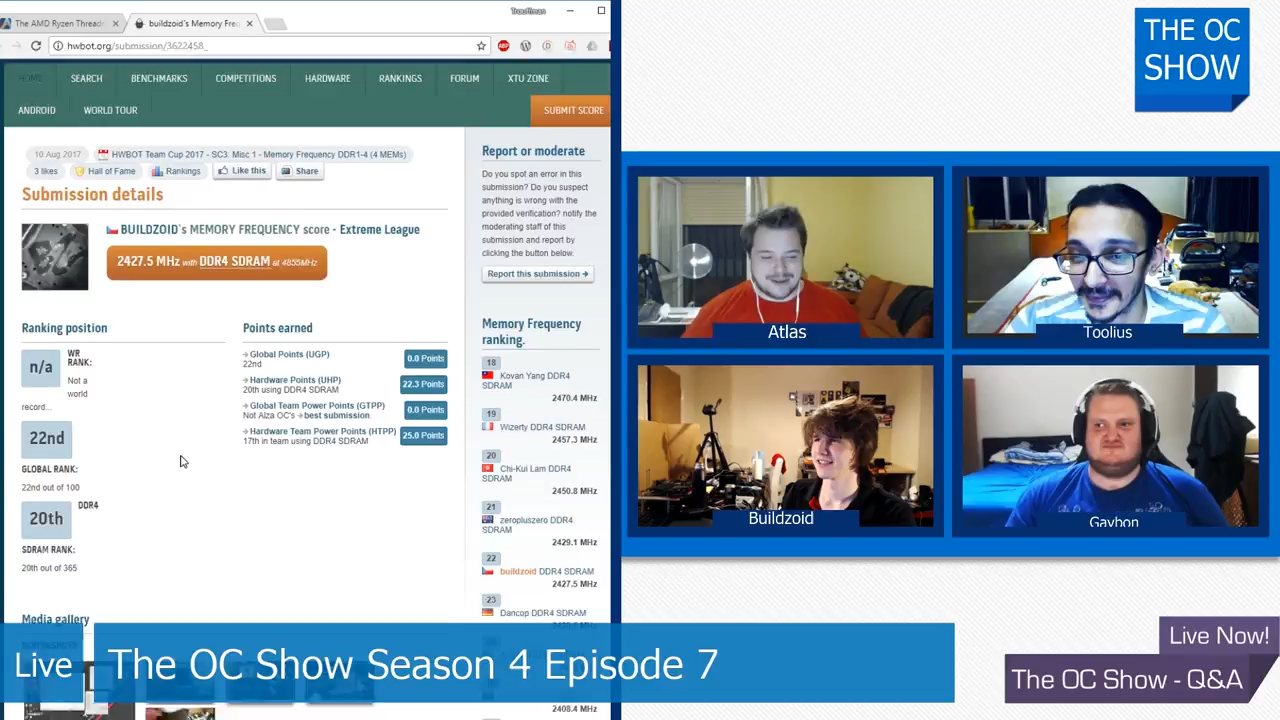 Trouffman
The AMD Ryzen Thread
buildzoid's Memory Fre
hwbot.org/submission/3622458_
ABP
HOME
SEARCH
BENCHMARKS
COMPETITIONS
HARDWARE
RANKINGS
FORUM
XTU ZONE
ANDROID
WORLD TOUR
SUBMIT SCORE
10 Aug 2017
HWBOT Team Cup 2017 - SC3: Misc 1 - Memory Frequency DDR1-4 (4 MEMs)
3 likes
Hall of Fame
Rankings
Like this
Share
Submission details
BUILDZOID's MEMORY FREQUENCY score - Extreme League
2427.5 MHz with DDR4 SDRAM at 4855MHz
Ranking position
n/a
WR
RANK:
Not a
world
record...
22nd
GLOBAL RANK:
22nd out of 100
20th
DDR4
SDRAM RANK:
20th out of 365
Points earned
Global Points (UGP)
22nd
0.0 Points
Hardware Points (UHP)
20th using DDR4 SDRAM
22.3 Points
Global Team Power Points (GTPP)
Not Alza OC's → best submission
0.0 Points
Hardware Team Power Points (HTPP)
17th in team using DDR4 SDRAM
25.0 Points
Media gallery
Report or moderate
Do you spot an error in this
submission? Do you suspect
anything is wrong with the
provided verification? notify the
moderating staff of this
submission and report by
clicking the button below.
Report this submission →
Memory Frequency
ranking.
18
Kovan Yang DDR4
SDRAM
2470.4 MHz
19
Wizerty DDR4 SDRAM
2457.3 MHz
20
Chi-Kui Lam DDR4
SDRAM
2450.8 MHz
21
zeropluszero DDR4
SDRAM
2429.1 MHz
22
buildzoid DDR4 SDRAM
2427.5 MHz
23
Dancop DDR4 SDRAM
2408.4 MHz
THE OC
SHOW
Atlas
Toolius
Buildzoid
Gavbon
Live
The OC Show Season 4 Episode 7
Live Now!
The OC Show - Q&A